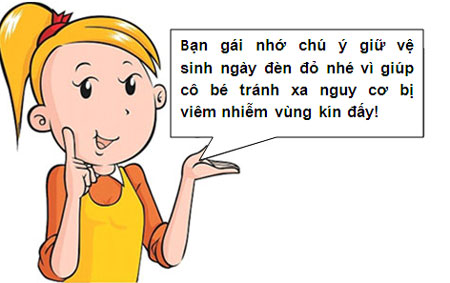 Bạn gái nhớ chú ý giữ vệ
sinh ngày đèn đỏ nhé vì giúp
cô bé tránh xa nguy cơ bị
viêm nhiễm vùng kín đấy!